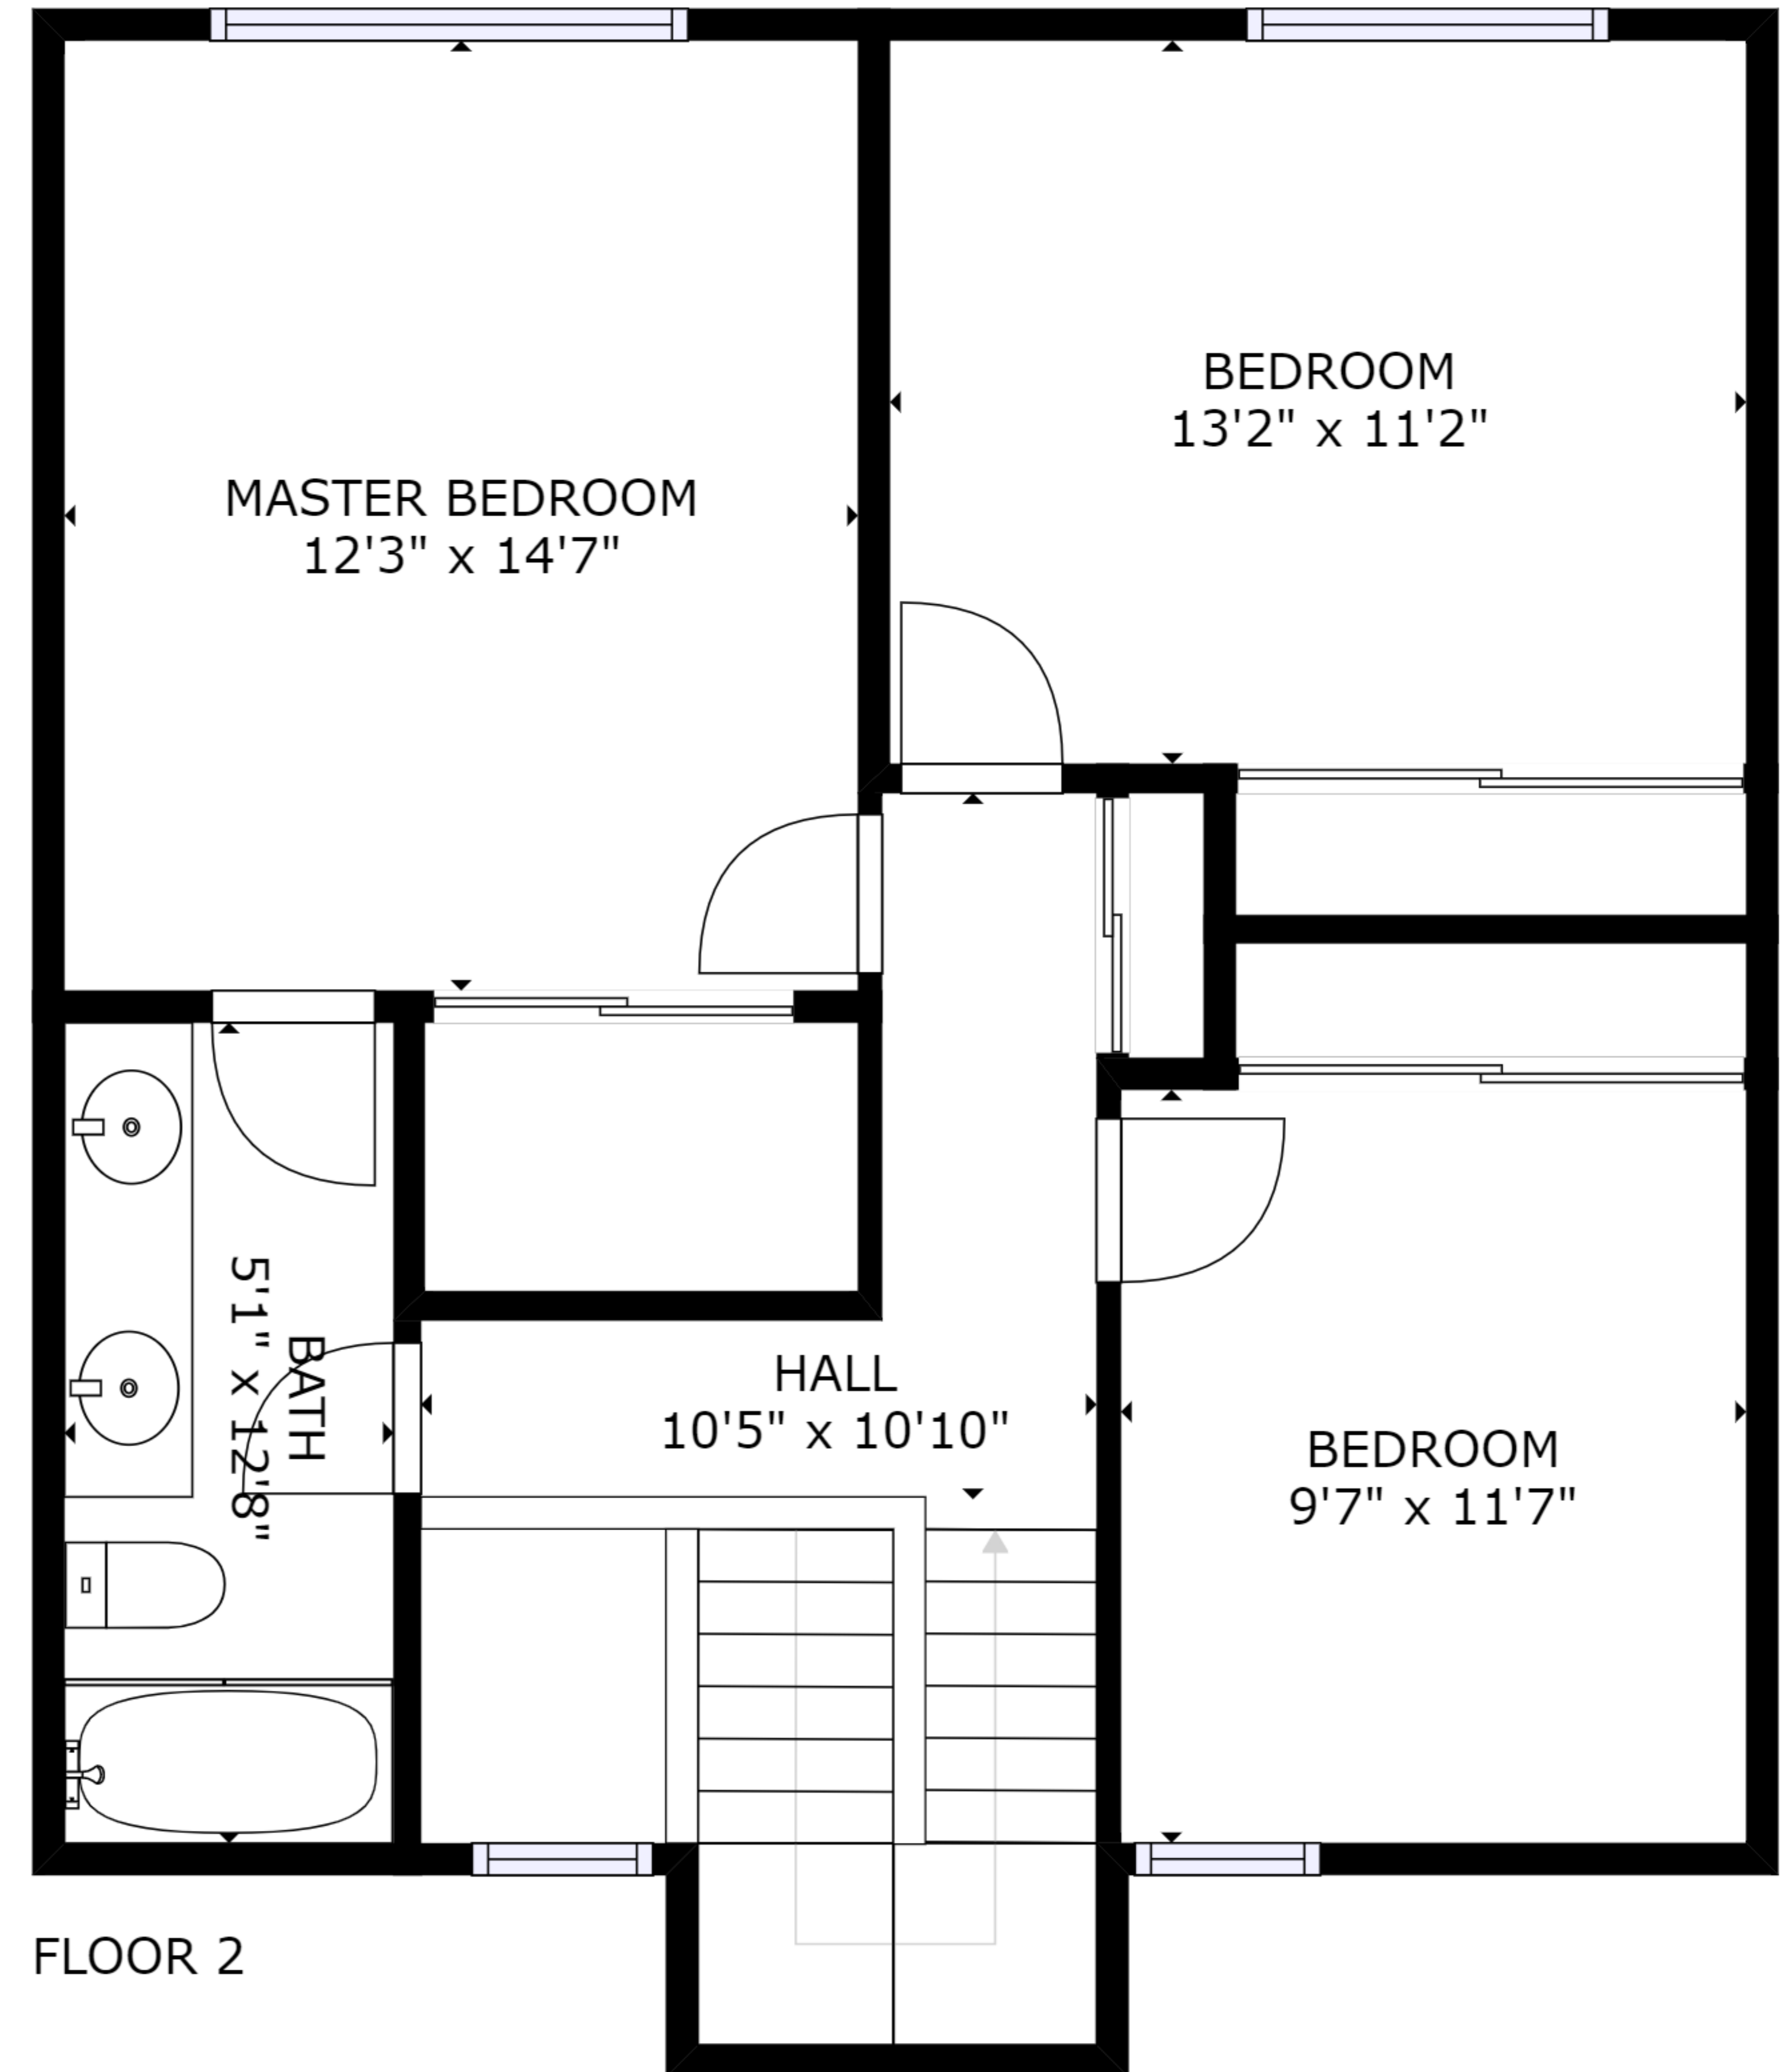 BEDROOM
13'2" x 11'2"
MASTER BEDROOM
12'3" x 14'7"
BATH
5'1" x 12'8"
HALL
10'5" x 10'10"
BEDROOM
9'7" x 11'7"
FLOOR 2